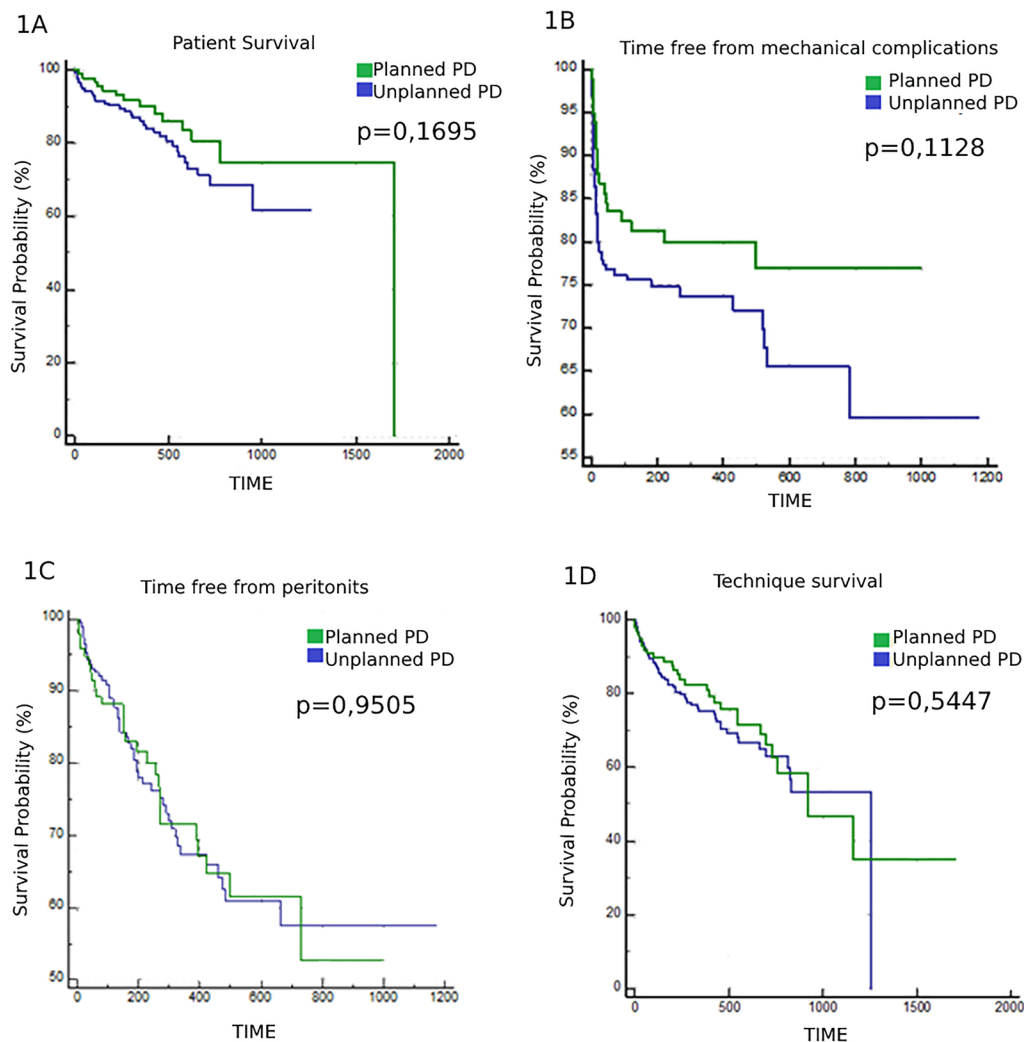 1A
Patient Survival
Planned PD
Unplanned PD
p=0,1695
Survival Probability (%)
100
80
60
40
20
0
0 500 1000 1500 2000
TIME
1B
Time free from mechanical complications
Planned PD
Unplanned PD
p=0,1128
Survival Probability (%)
100
95
90
85
80
75
70
65
60
55
0 200 400 600 800 1000 1200
TIME
1C
Time free from peritonits
Planned PD
Unplanned PD
p=0,9505
Survival Probability (%)
100
90
80
70
60
50
0 200 400 600 800 1000 1200
TIME
1D
Technique survival
Planned PD
Unplanned PD
p=0,5447
Survival Probability (%)
100
80
60
40
20
0
0 500 1000 1500 2000
TIME